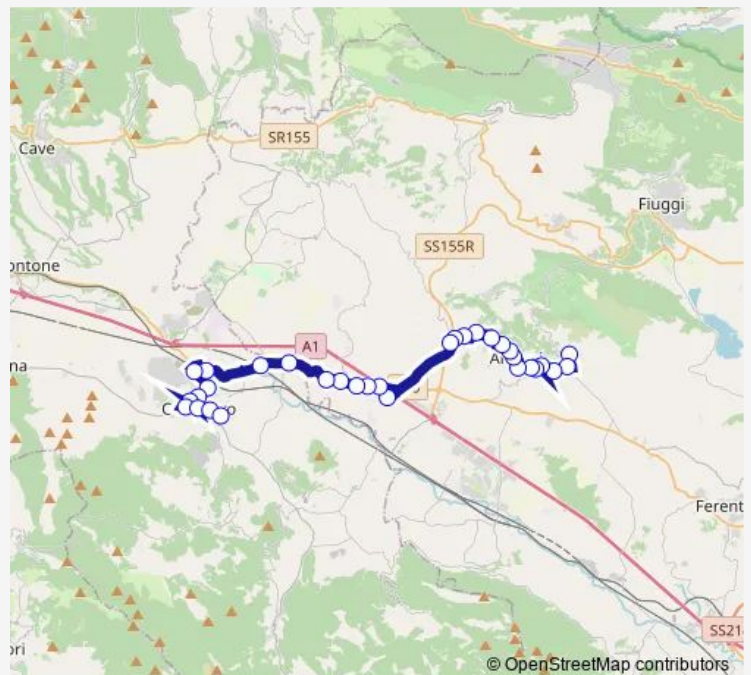 SR155
Cave
Fiuggi
SS155R
ontone
A1
na
Ferent
ori
SS21
© OpenStreetMap contributors